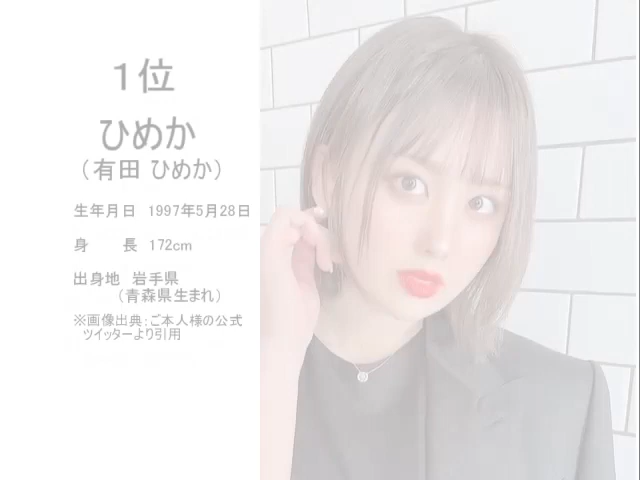 1位
ひめか
（有田 ひめか）
生年月日 1997年5月28日
身　　長 172cm
出身地 岩手県
（青森県生まれ）
※画像出典：ご本人様の公式
ツイッターより引用